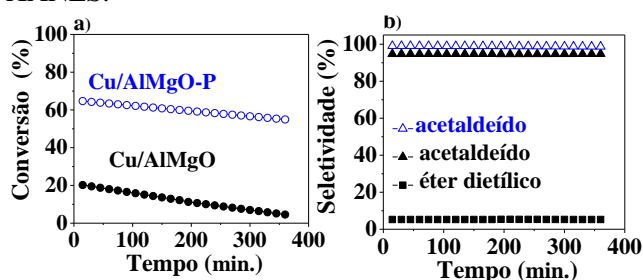 a)
Conversão (%)
100
80
60
40
20
0
Cu/AlMgO-P
Cu/AlMgO
0 100 200 300 400
Tempo (min.)
b)
Seletividade (%)
100
80
60
40
20
0
acetaldeído
acetaldeído
éter dietílico
0 100 200 300 400
Tempo (min.)